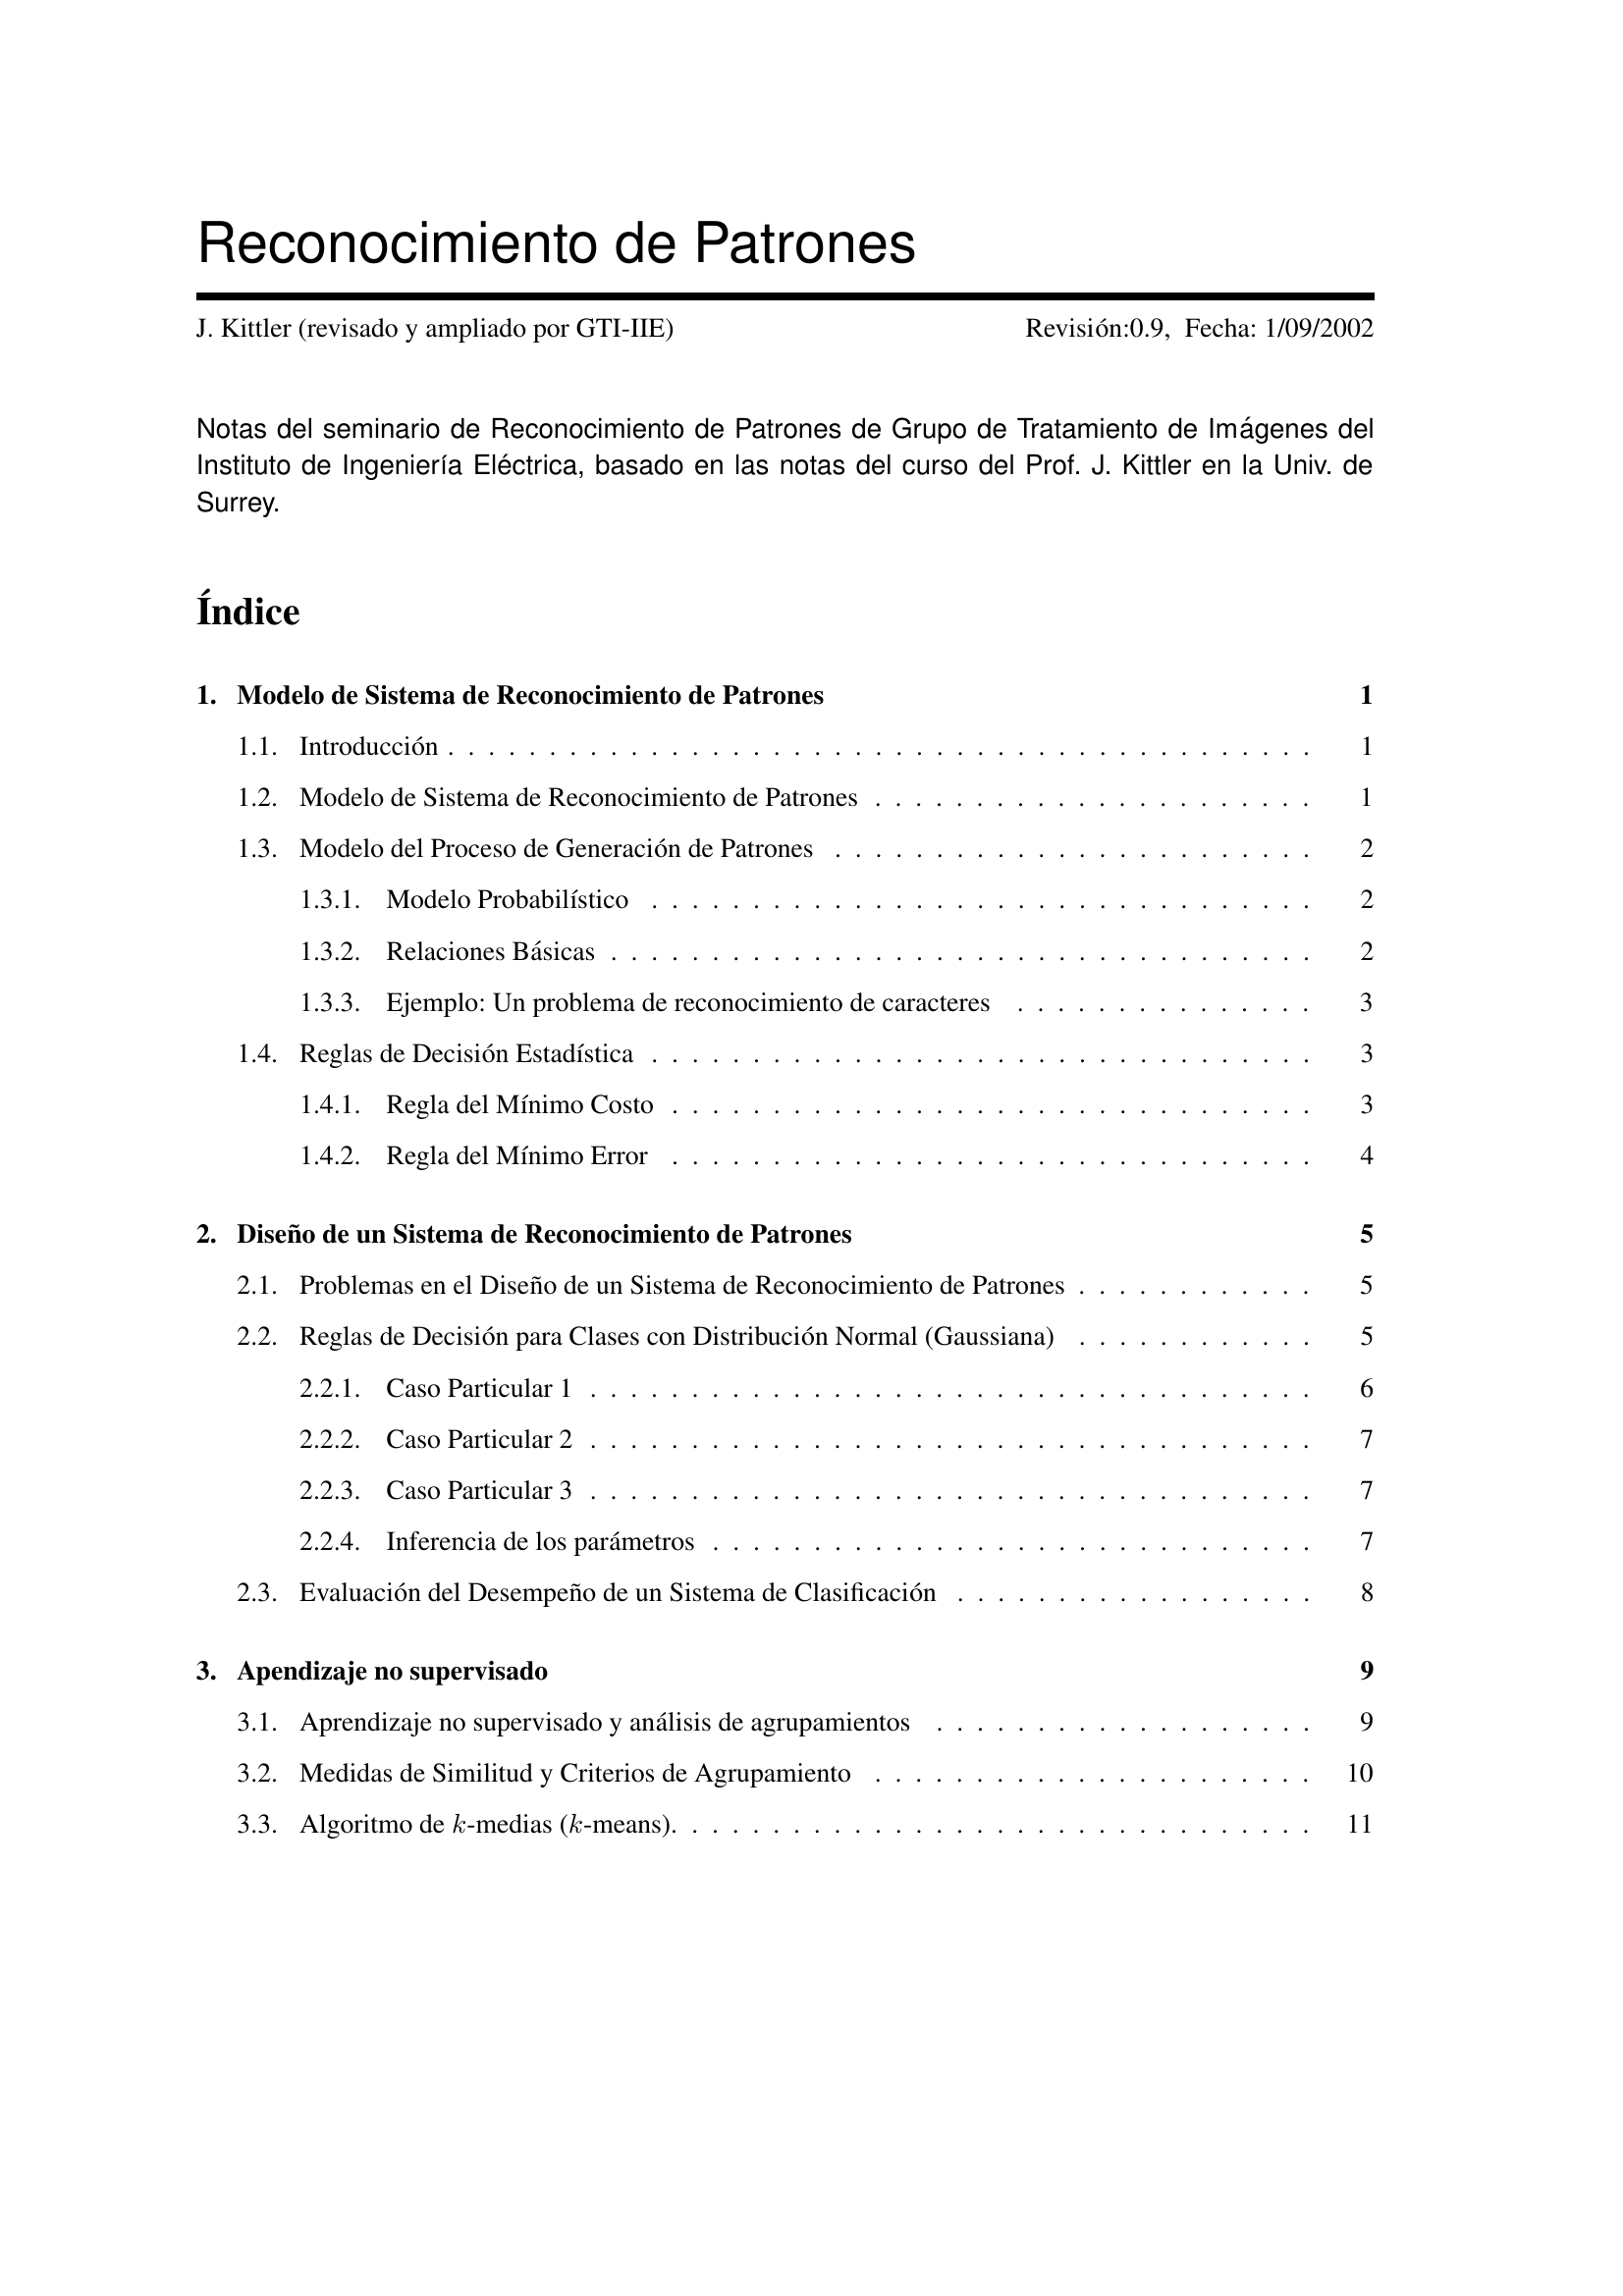 Reconocimiento de Patrones
J. Kittler (revisado y ampliado por GTI-IIE) Revisión:0.9, Fecha: 1/09/2002
Notas del seminario de Reconocimiento de Patrones de Grupo de Tratamiento de Imágenes del
Instituto de Ingeniería Eléctrica, basado en las notas del curso del Prof. J. Kittler en la Univ. de
Surrey.
Índice
1. Modelo de Sistema de Reconocimiento de Patrones 1
1.1. Introducción . . . . . . . . . . . . . . . . . . . . . . . . . . . . . . . . . . . . . . . . . . . 1
1.2. Modelo de Sistema de Reconocimiento de Patrones . . . . . . . . . . . . . . . . . . . . . . 1
1.3. Modelo del Proceso de Generación de Patrones . . . . . . . . . . . . . . . . . . . . . . . . 2
1.3.1. Modelo Probabilístico . . . . . . . . . . . . . . . . . . . . . . . . . . . . . . . . . 2
1.3.2. Relaciones Básicas . . . . . . . . . . . . . . . . . . . . . . . . . . . . . . . . . . . 2
1.3.3. Ejemplo: Un problema de reconocimiento de caracteres . . . . . . . . . . . . . . . 3
1.4. Reglas de Decisión Estadística . . . . . . . . . . . . . . . . . . . . . . . . . . . . . . . . . 3
1.4.1. Regla del Mínimo Costo . . . . . . . . . . . . . . . . . . . . . . . . . . . . . . . . 3
1.4.2. Regla del Mínimo Error . . . . . . . . . . . . . . . . . . . . . . . . . . . . . . . . 4
2. Diseño de un Sistema de Reconocimiento de Patrones 5
2.1. Problemas en el Diseño de un Sistema de Reconocimiento de Patrones . . . . . . . . . . . . 5
2.2. Reglas de Decisión para Clases con Distribución Normal (Gaussiana) . . . . . . . . . . . . 5
2.2.1. Caso Particular 1 . . . . . . . . . . . . . . . . . . . . . . . . . . . . . . . . . . . . 6
2.2.2. Caso Particular 2 . . . . . . . . . . . . . . . . . . . . . . . . . . . . . . . . . . . . 7
2.2.3. Caso Particular 3 . . . . . . . . . . . . . . . . . . . . . . . . . . . . . . . . . . . . 7
2.2.4. Inferencia de los parámetros . . . . . . . . . . . . . . . . . . . . . . . . . . . . . . 7
2.3. Evaluación del Desempeño de un Sistema de Clasificación . . . . . . . . . . . . . . . . . . 8
3. Apendizaje no supervisado 9
3.1. Aprendizaje no supervisado y análisis de agrupamientos . . . . . . . . . . . . . . . . . . . 9
3.2. Medidas de Similitud y Criterios de Agrupamiento . . . . . . . . . . . . . . . . . . . . . . 10
3.3. Algoritmo de k-medias (k-means). . . . . . . . . . . . . . . . . . . . . . . . . . . . . . . . 11